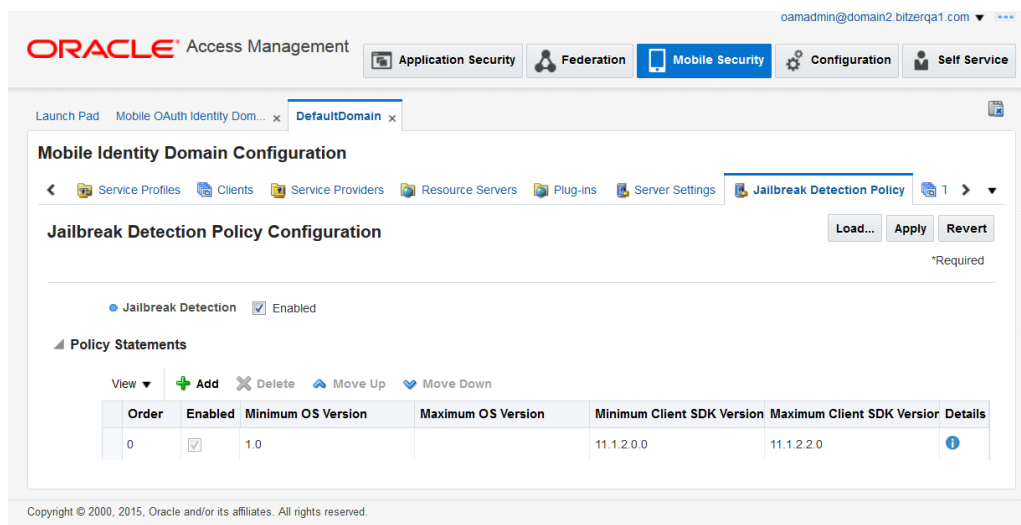 oamadmin@domain2.bitzerqa1.com
ORACLE Access Management
Application Security Federation Mobile Security Configuration Self Service
Launch Pad Mobile OAuth Identity Dom... x DefaultDomain x
Mobile Identity Domain Configuration
Service Profiles Clients Service Providers Resource Servers Plug-ins Server Settings Jailbreak Detection Policy
Jailbreak Detection Policy Configuration Load... Apply Revert
*Required
Jailbreak Detection Enabled
Policy Statements
View Add Delete Move Up Move Down
Order Enabled Minimum OS Version Maximum OS Version Minimum Client SDK Version Maximum Client SDK Version Details
0 1.0 11.1.2.0.0 11.1.2.2.0
Copyright © 2000, 2015, Oracle and/or its affiliates. All rights reserved.